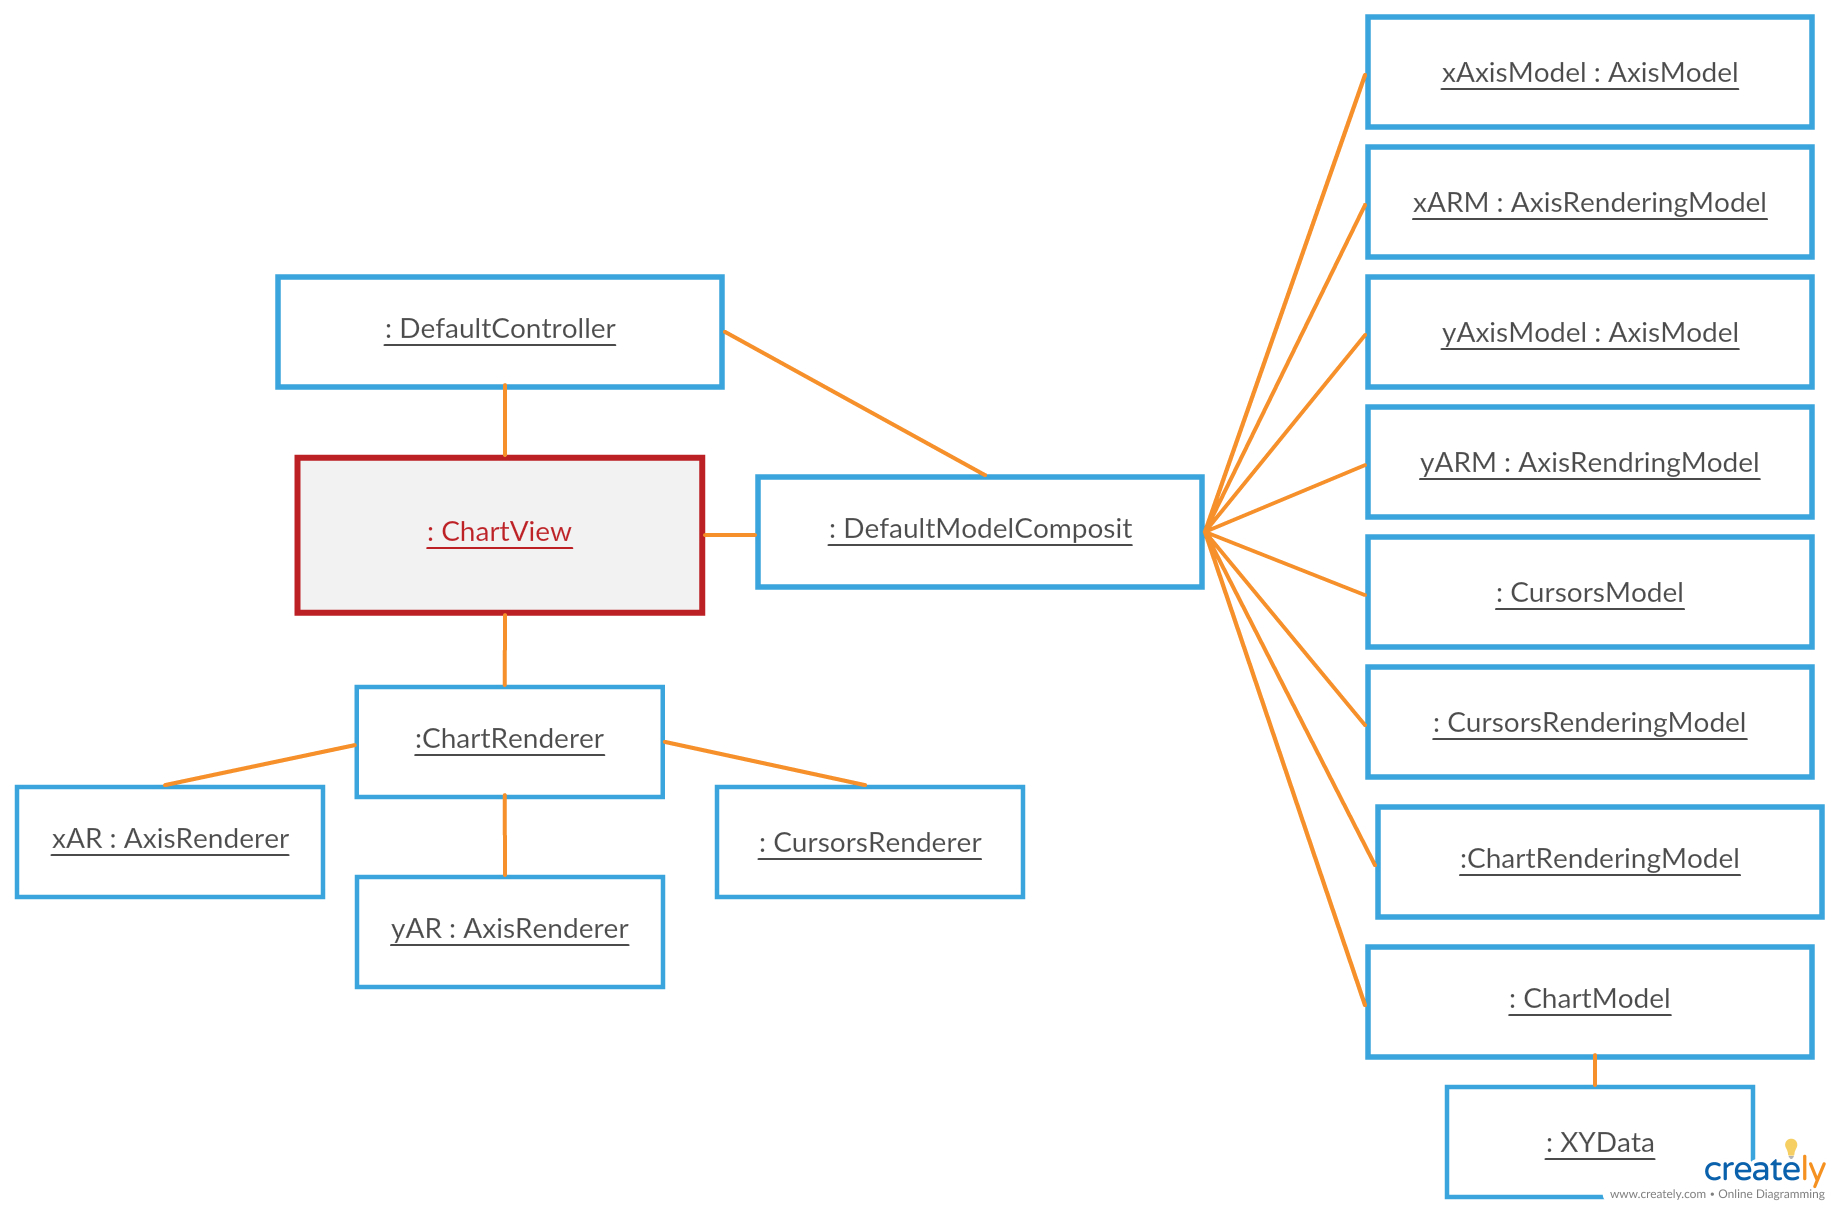 xAxisModel : AxisModel
xARM : AxisRenderingModel
: DefaultController
yAxisModel : AxisModel
yARM : AxisRendringModel
: ChartView
: DefaultModelComposit
: CursorsModel
: CursorsRenderingModel
:ChartRenderer
xAR : AxisRenderer
: CursorsRenderer
:ChartRenderingModel
yAR : AxisRenderer
: ChartModel
: XYData
creately
www.creately.com • Online Diagramming